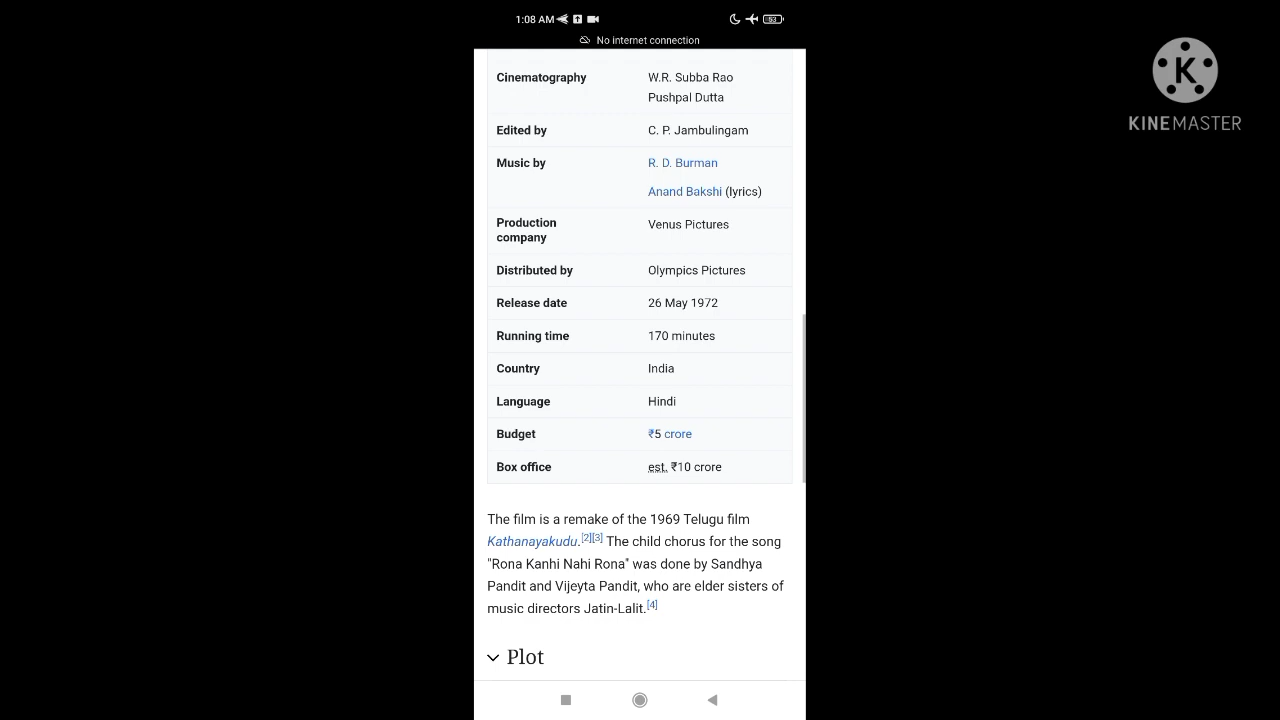 1:08 AM
53
No internet connection
KINEMASTER
Cinematography W.R. Subba Rao
Pushpal Dutta
Edited by C. P. Jambulingam
Music by R. D. Burman
Anand Bakshi (lyrics)
Production
company Venus Pictures
Distributed by Olympics Pictures
Release date 26 May 1972
Running time 170 minutes
Country India
Language Hindi
Budget ₹5 crore
Box office est. ₹10 crore
The film is a remake of the 1969 Telugu film
Kathanayakudu.[2][3] The child chorus for the song
"Rona Kanhi Nahi Rona" was done by Sandhya
Pandit and Vijeyta Pandit, who are elder sisters of
music directors Jatin-Lalit.[4]
Plot